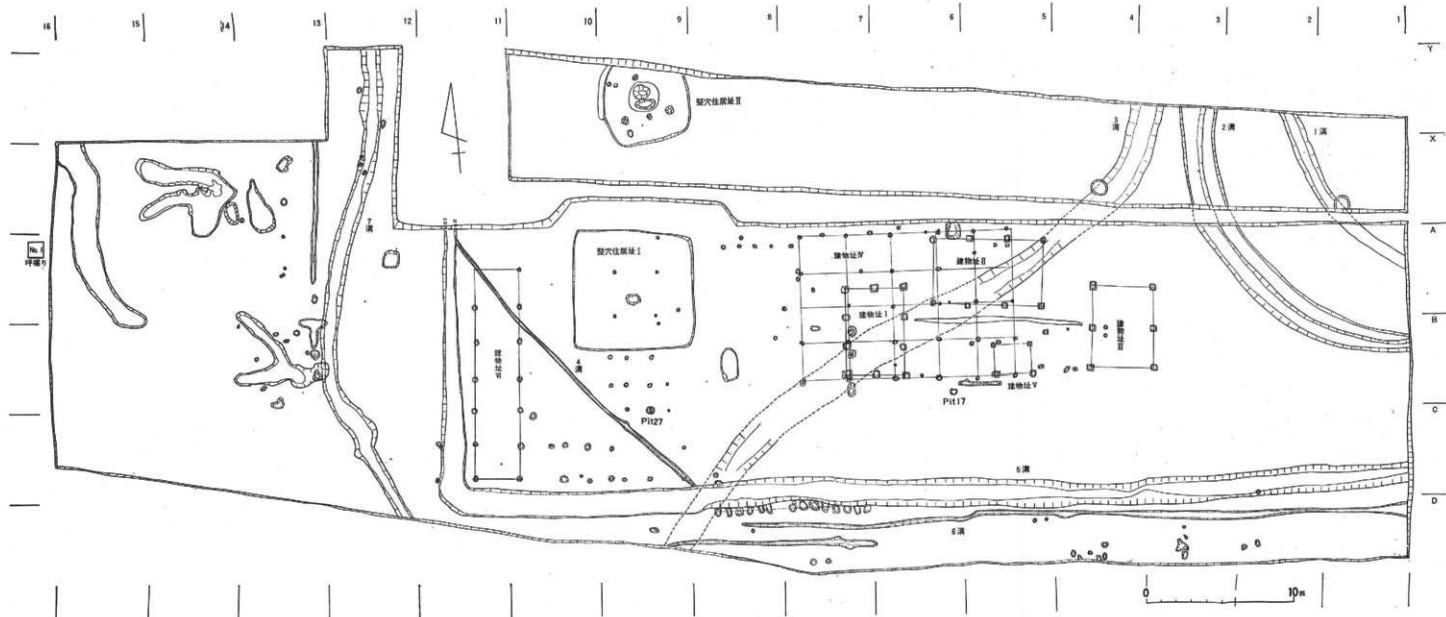 16 15 14 13 12 11 10 9 8 7 6 5 4 3 2 1
Y
X
A
B
C
D
No.1
坪堀り
竪穴住居址Ⅱ
3溝
2溝
1溝
7溝
竪穴住居址Ⅰ
建物址Ⅳ
建物址Ⅱ
建物址Ⅰ
建物址Ⅲ
建物址Ⅵ
4溝
建物址Ⅴ
Pit17
Pit27
5溝
6溝
0 10m